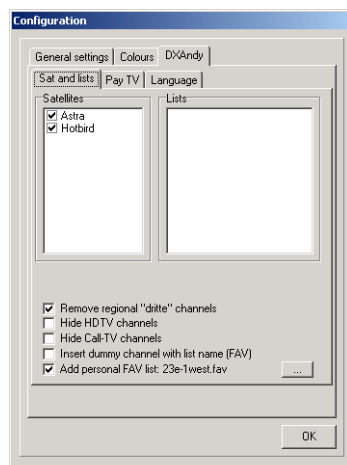 Configuration
General settings Colours DXAndy
Sat and lists Pay TV Language
Satellites Lists
Astra
Hotbird
Remove regional "dritte" channels
Hide HDTV channels
Hide Call-TV channels
Insert dummy channel with list name (FAV)
Add personal FAV list: 23e-1west.fav ...
OK